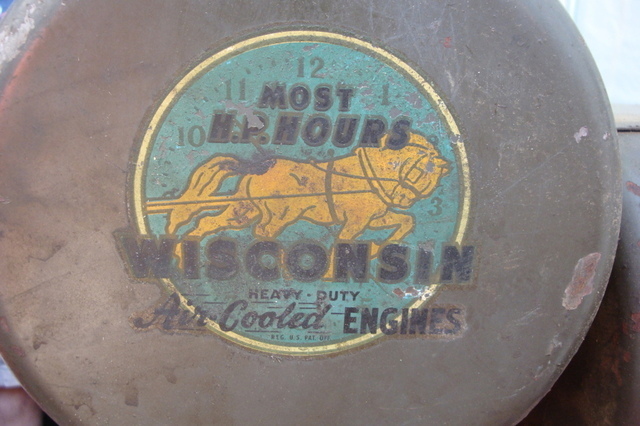 12
11 MOST 1
10 H.P. HOURS
3
WISCONSIN
HEAVY-DUTY
Air-Cooled ENGINES
REG. U.S. PAT. OFF.